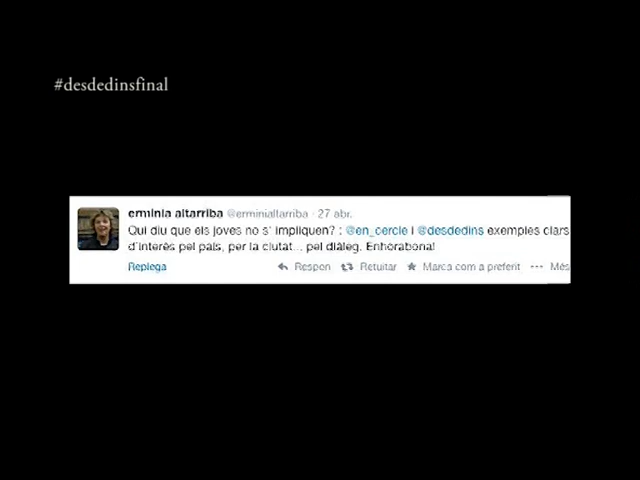 #desdedinsfinal
erminia altarriba @erminialtarriba · 27 abr.
Qui diu que els joves no s' impliquen? : @en_cercle i @desdedins exemples clars
d'interès pel país, per la ciutat... pel diàleg. Enhorabona!
Replega Respon Retuitar Marca com a preferit ··· Més